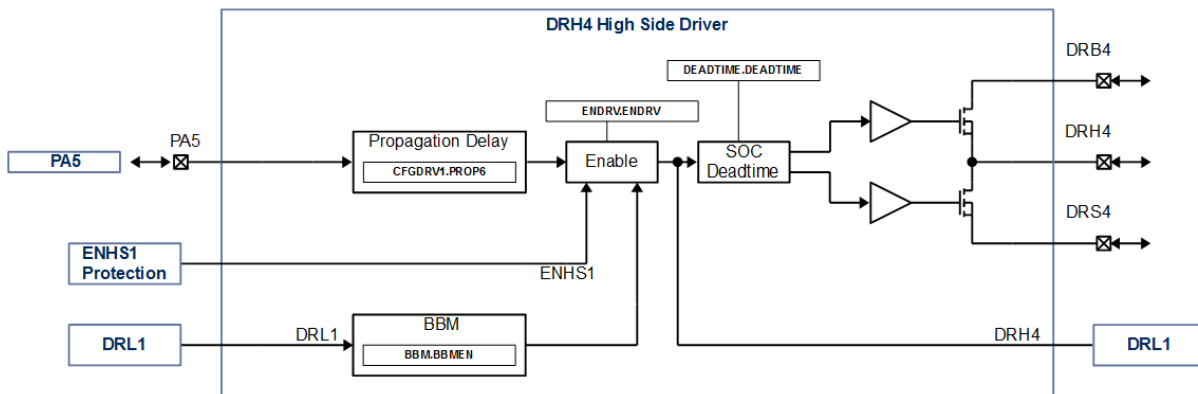 DRH4 High Side Driver
DRB4
DEADTIME.DEADTIME
ENDRV.ENDRV
PA5
PA5
Propagation Delay
CFGDRV1.PROP6
Enable
SOC
Deadtime
DRH4
DRS4
ENHS1
Protection
ENHS1
DRL1
DRL1
BBM
BBM.BBMEN
DRH4
DRL1